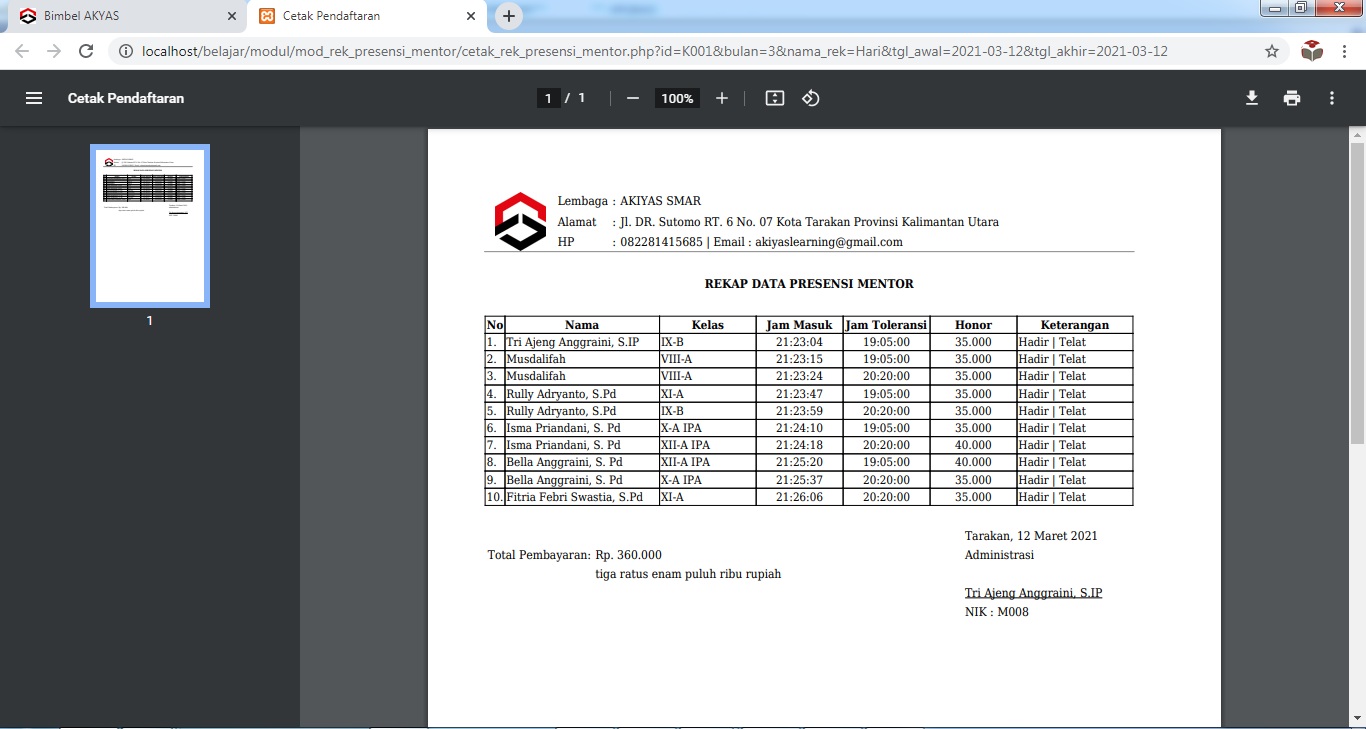 Bimbel AKYAS
Cetak Pendaftaran
localhost/belajar/modul/mod_rek_presensi_mentor/cetak_rek_presensi_mentor.php?id=K001&bulan=3&nama_rek=Hari&tgl_awal=2021-03-12&tgl_akhir=2021-03-12
Cetak Pendaftaran
1 / 1
100%
1
Lembaga : AKIYAS SMAR
Alamat : Jl. DR. Sutomo RT. 6 No. 07 Kota Tarakan Provinsi Kalimantan Utara
HP : 082281415685 | Email : akiyaslearning@gmail.com
REKAP DATA PRESENSI MENTOR
No Nama Kelas Jam Masuk Jam Toleransi Honor Keterangan
1. Tri Ajeng Anggraini, S.IP IX-B 21:23:04 19:05:00 35.000 Hadir | Telat
2. Musdalifah VIII-A 21:23:15 19:05:00 35.000 Hadir | Telat
3. Musdalifah VIII-A 21:23:24 20:20:00 35.000 Hadir | Telat
4. Rully Adryanto, S.Pd XI-A 21:23:47 19:05:00 35.000 Hadir | Telat
5. Rully Adryanto, S.Pd IX-B 21:23:59 20:20:00 35.000 Hadir | Telat
6. Isma Priandani, S. Pd X-A IPA 21:24:10 19:05:00 35.000 Hadir | Telat
7. Isma Priandani, S. Pd XII-A IPA 21:24:18 20:20:00 40.000 Hadir | Telat
8. Bella Anggraini, S. Pd XII-A IPA 21:25:20 19:05:00 40.000 Hadir | Telat
9. Bella Anggraini, S. Pd X-A IPA 21:25:37 20:20:00 35.000 Hadir | Telat
10. Fitria Febri Swastia, S.Pd XI-A 21:26:06 20:20:00 35.000 Hadir | Telat
Tarakan, 12 Maret 2021
Total Pembayaran: Rp. 360.000
Administrasi
tiga ratus enam puluh ribu rupiah
Tri Ajeng Anggraini, S.IP
NIK : M008